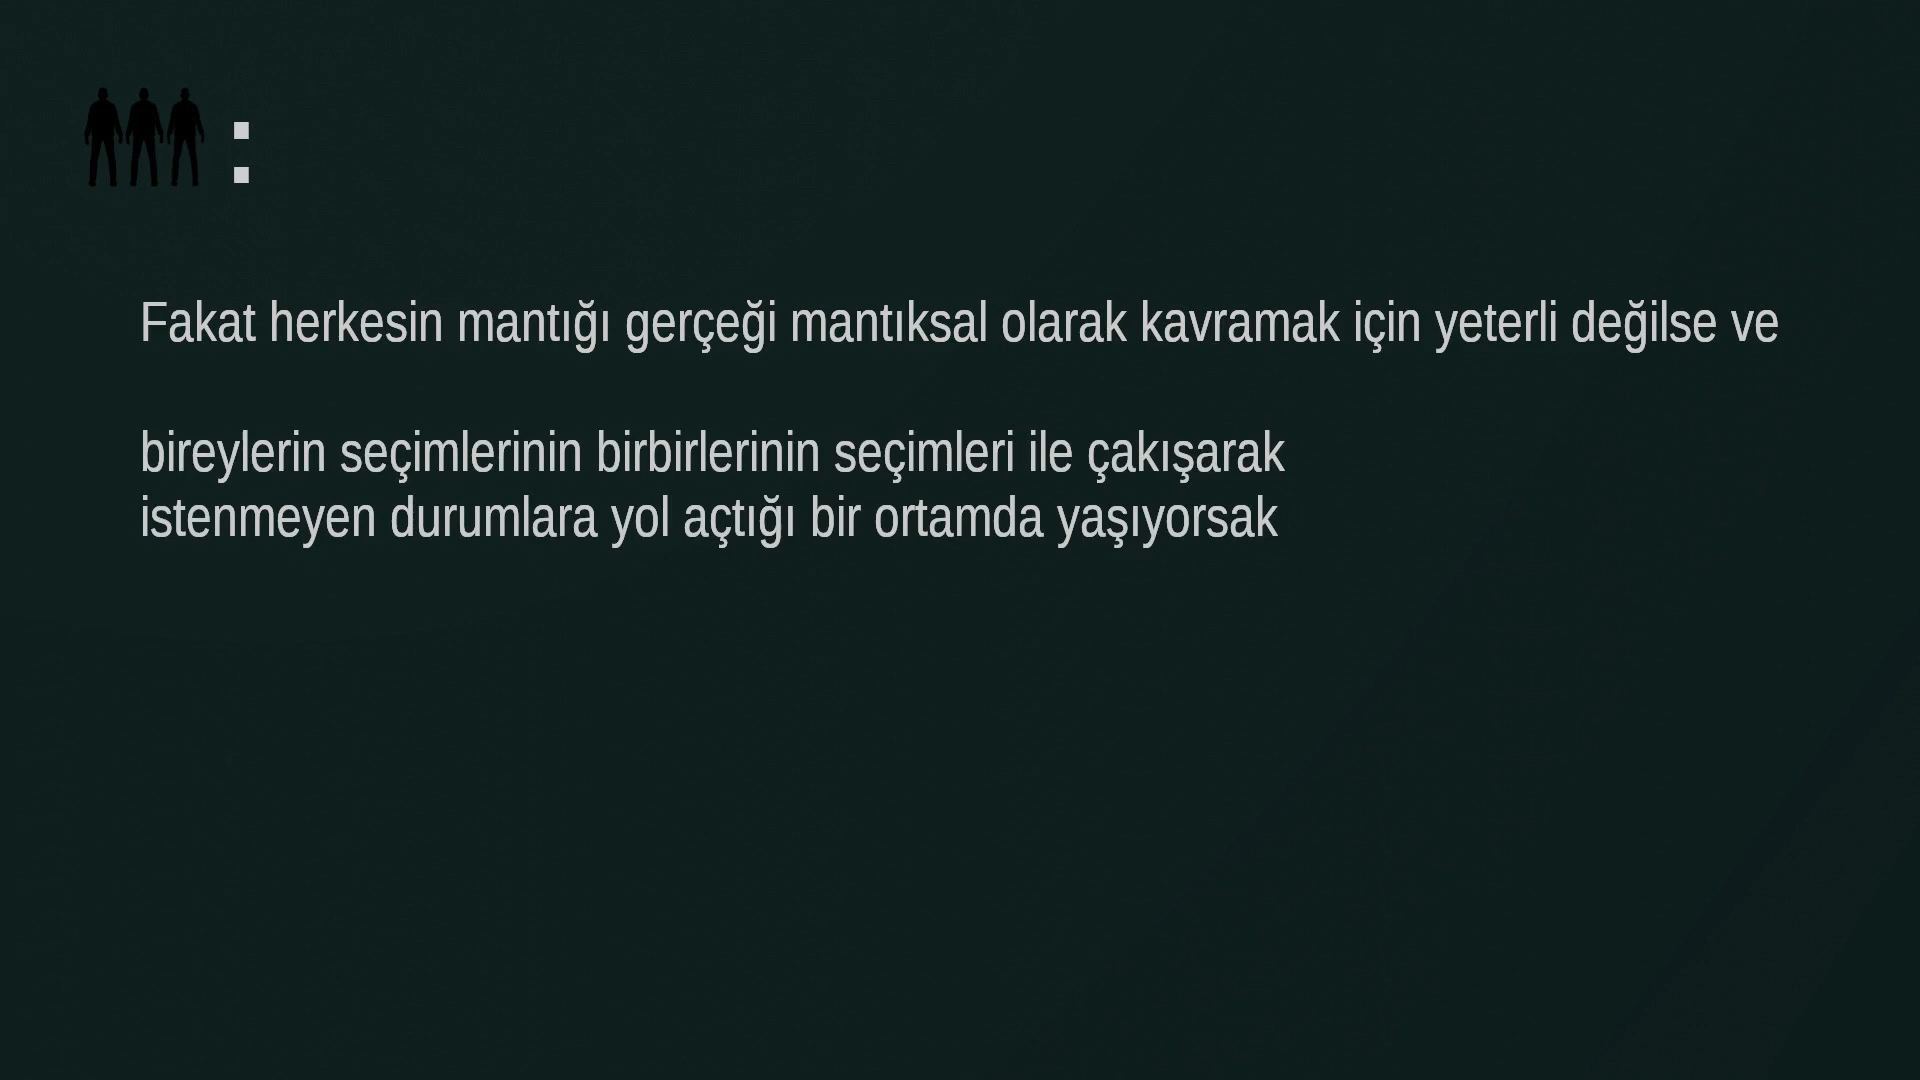 :
Fakat herkesin mantığı gerçeği mantıksal olarak kavramak için yeterli değilse ve
bireylerin seçimlerinin birbirlerinin seçimleri ile çakışarak
istenmeyen durumlara yol açtığı bir ortamda yaşıyorsak